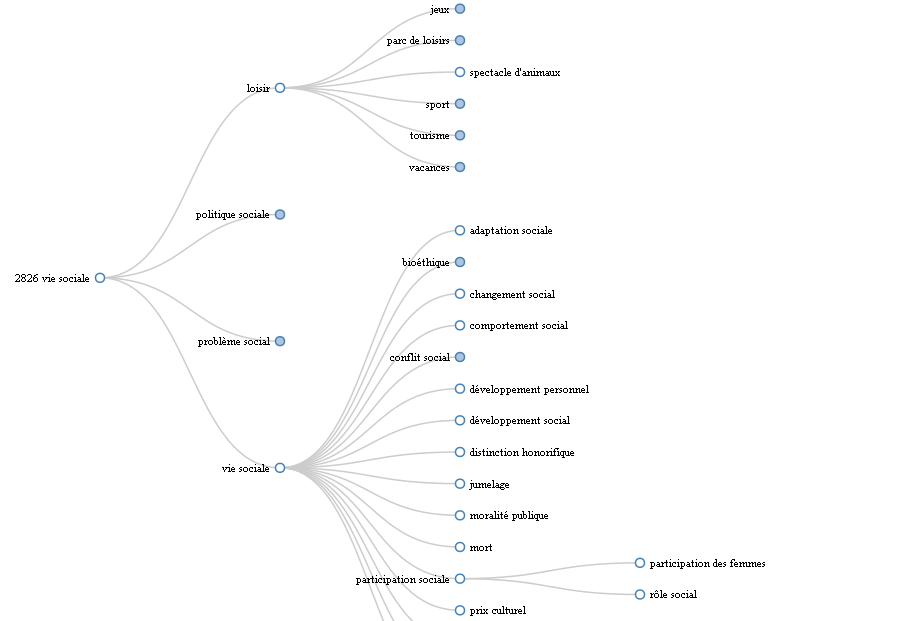 jeux
parc de loisirs
spectacle d'animaux
loisir
sport
tourisme
vacances
politique sociale
adaptation sociale
bioéthique
2826 vie sociale
changement social
comportement social
problème social
conflit social
développement personnel
développement social
distinction honorifique
vie sociale
jumelage
moralité publique
mort
participation des femmes
participation sociale
rôle social
prix culturel